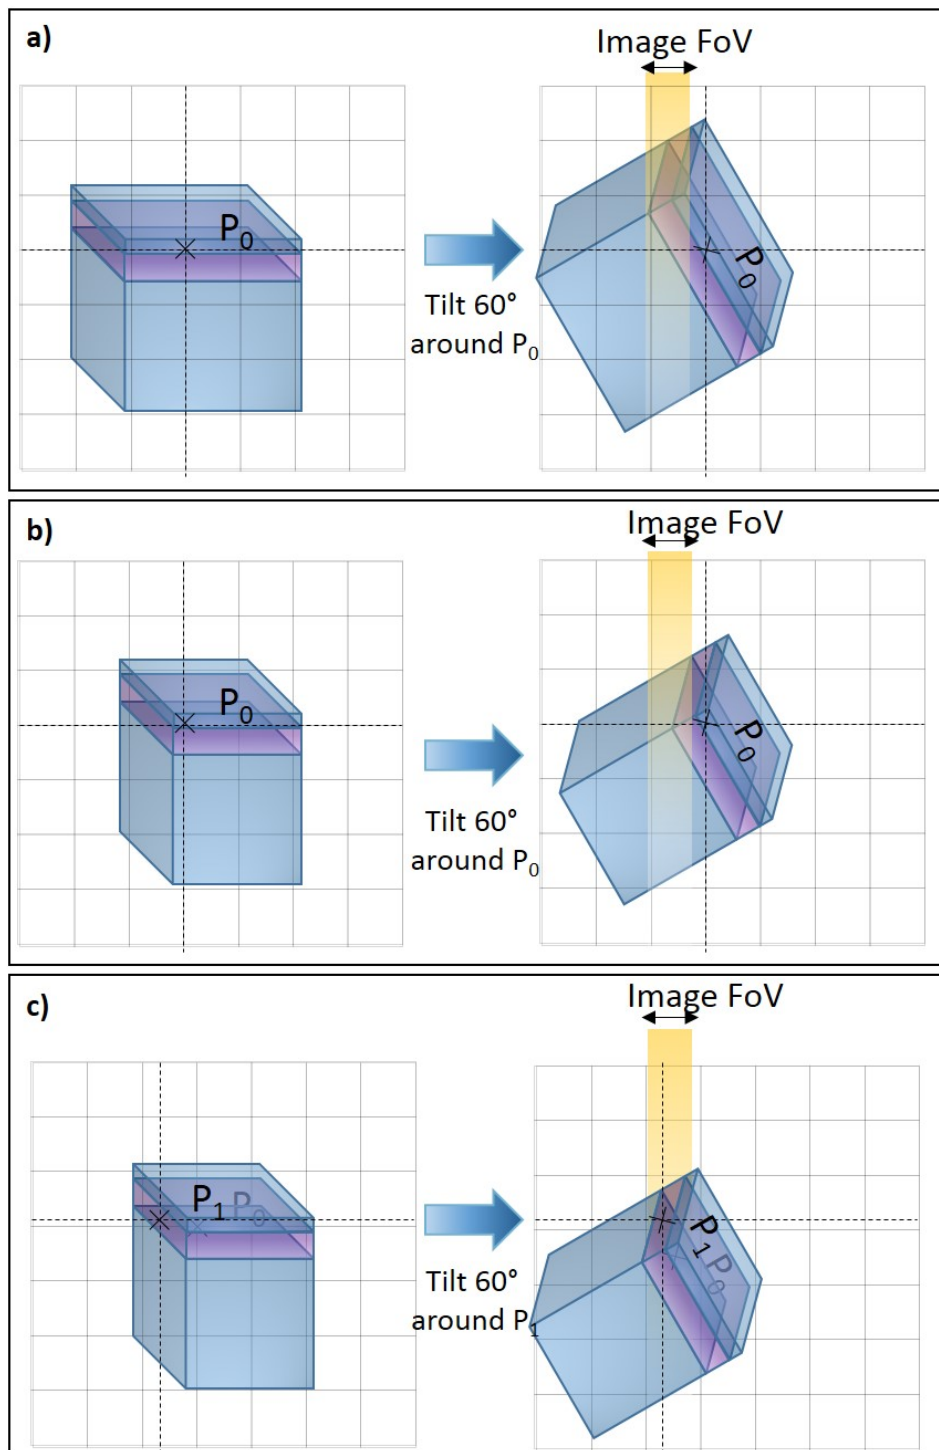 a)
Image FoV
P₀
P₀
Tilt 60°
around P₀
b)
Image FoV
P₀
P₀
Tilt 60°
around P₀
c)
Image FoV
P₁ P₀
P₁ P₀
Tilt 60°
around P₁